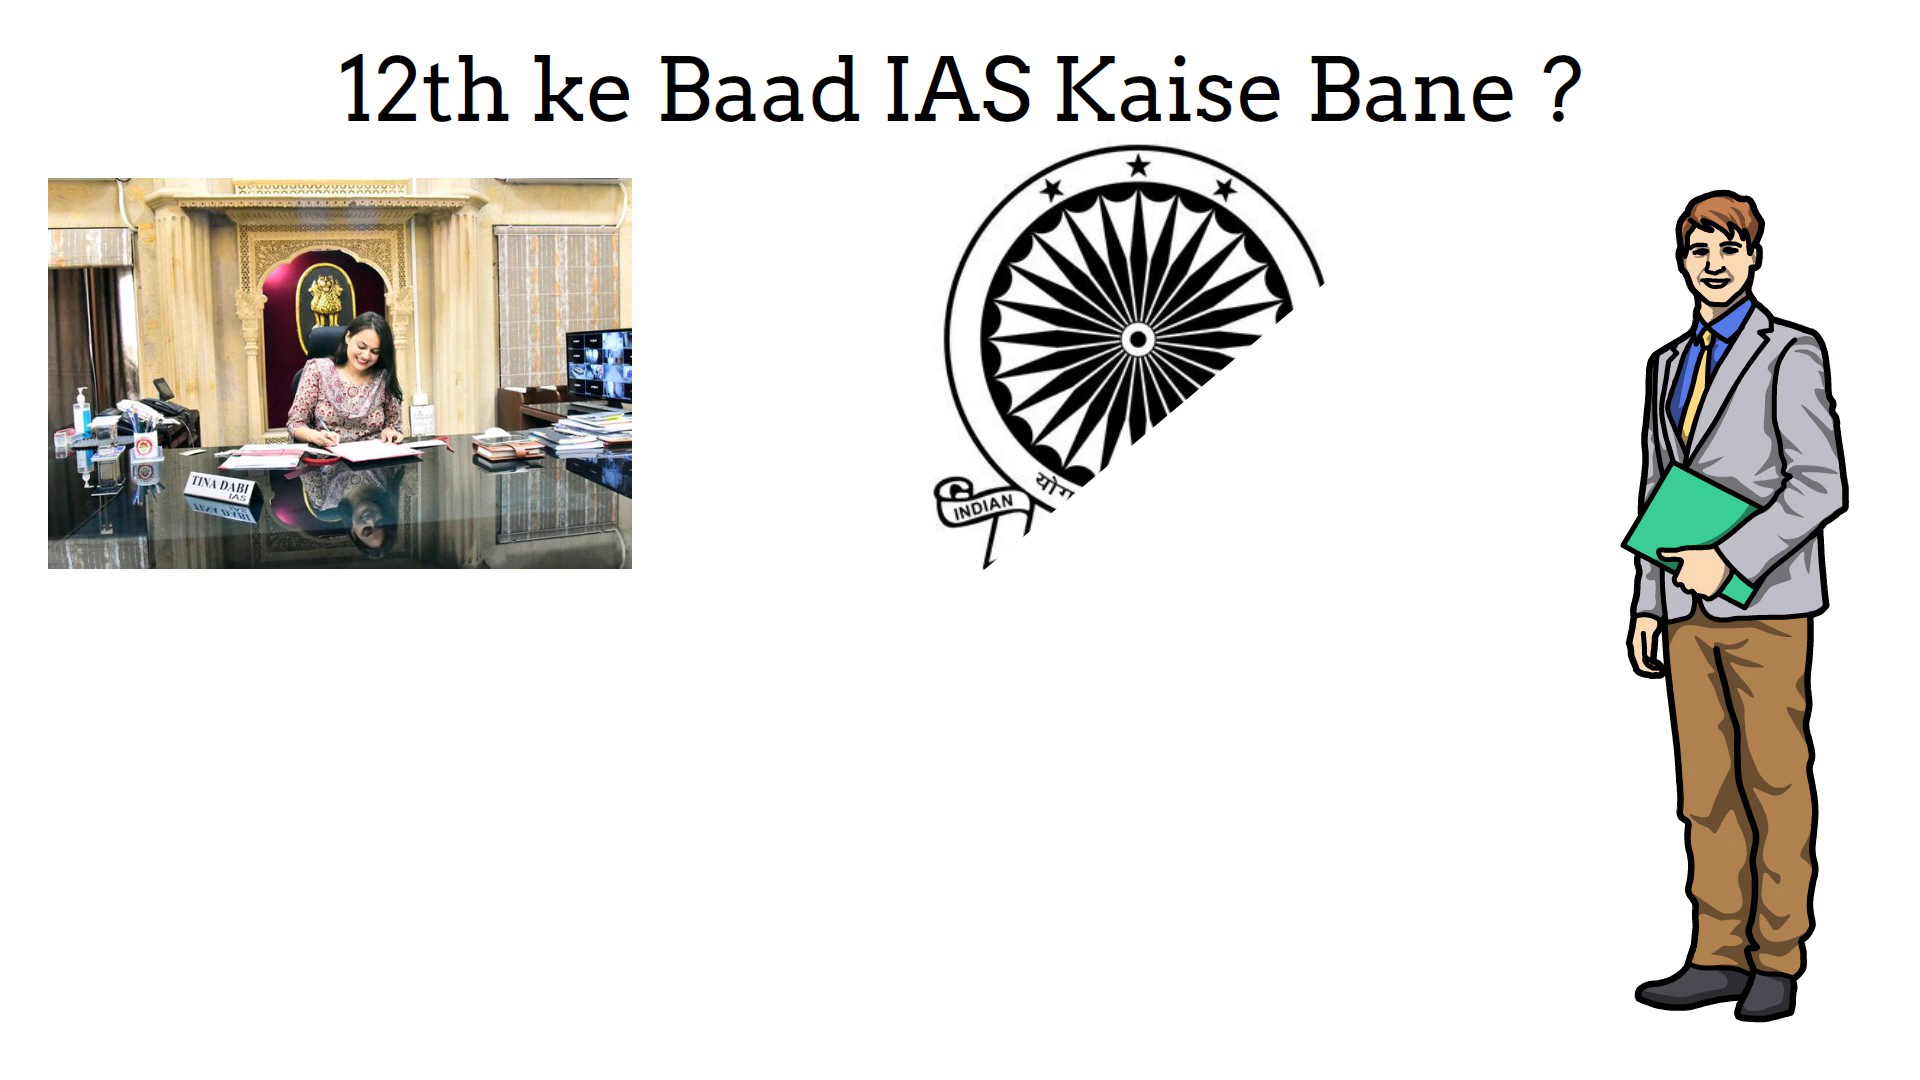 12th ke Baad IAS Kaise Bane ?
TINA DABI
IAS
INDIAN
योग